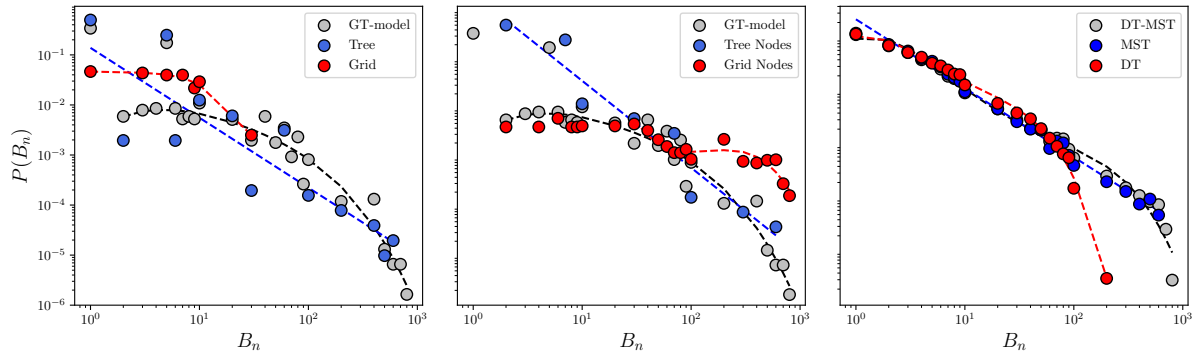 GT-model
Tree
Grid
P(B_n)
10^{-1}
10^{-2}
10^{-3}
10^{-4}
10^{-5}
10^{-6}
10^0 10^1 10^2 10^3
B_n
GT-model
Tree Nodes
Grid Nodes
10^0 10^1 10^2 10^3
B_n
DT-MST
MST
DT
10^0 10^1 10^2 10^3
B_n